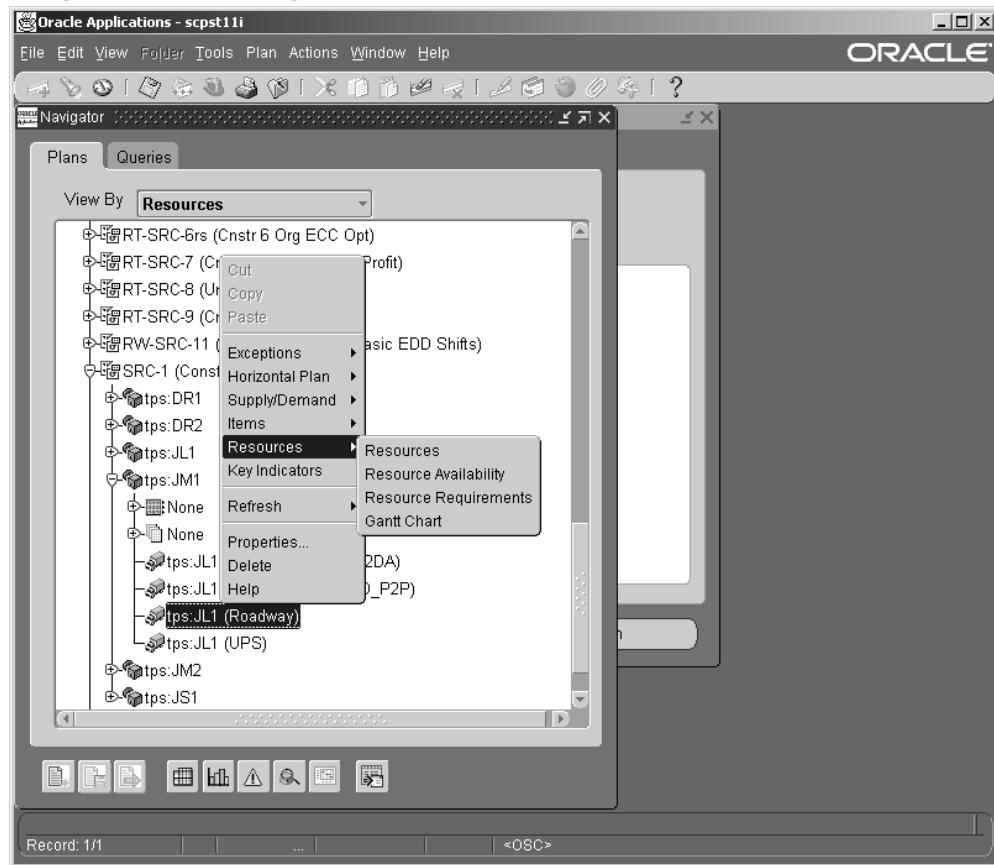 Oracle Applications - scpst11i
File Edit View Folder Tools Plan Actions Window Help
ORACLE
Navigator
Plans Queries
View By Resources
RT-SRC-6rs (Cnstr 6 Org ECC Opt)
RT-SRC-7 (Cr Profit)
RT-SRC-8 (Ur
RT-SRC-9 (Cr
RW-SRC-11 ( asic EDD Shifts)
SRC-1 (Const
tps:DR1
tps:DR2
tps:JL1
tps:JM1
None
None
tps:JL1 2DA)
tps:JL1 _P2P)
tps:JL1 (Roadway)
tps:JL1 (UPS)
tps:JM2
tps:JS1
Cut
Copy
Paste
Exceptions
Horizontal Plan
Supply/Demand
Items
Resources
Key Indicators
Refresh
Properties...
Delete
Help
Resources
Resource Availability
Resource Requirements
Gantt Chart
Record: 1/1 ... <OSC>